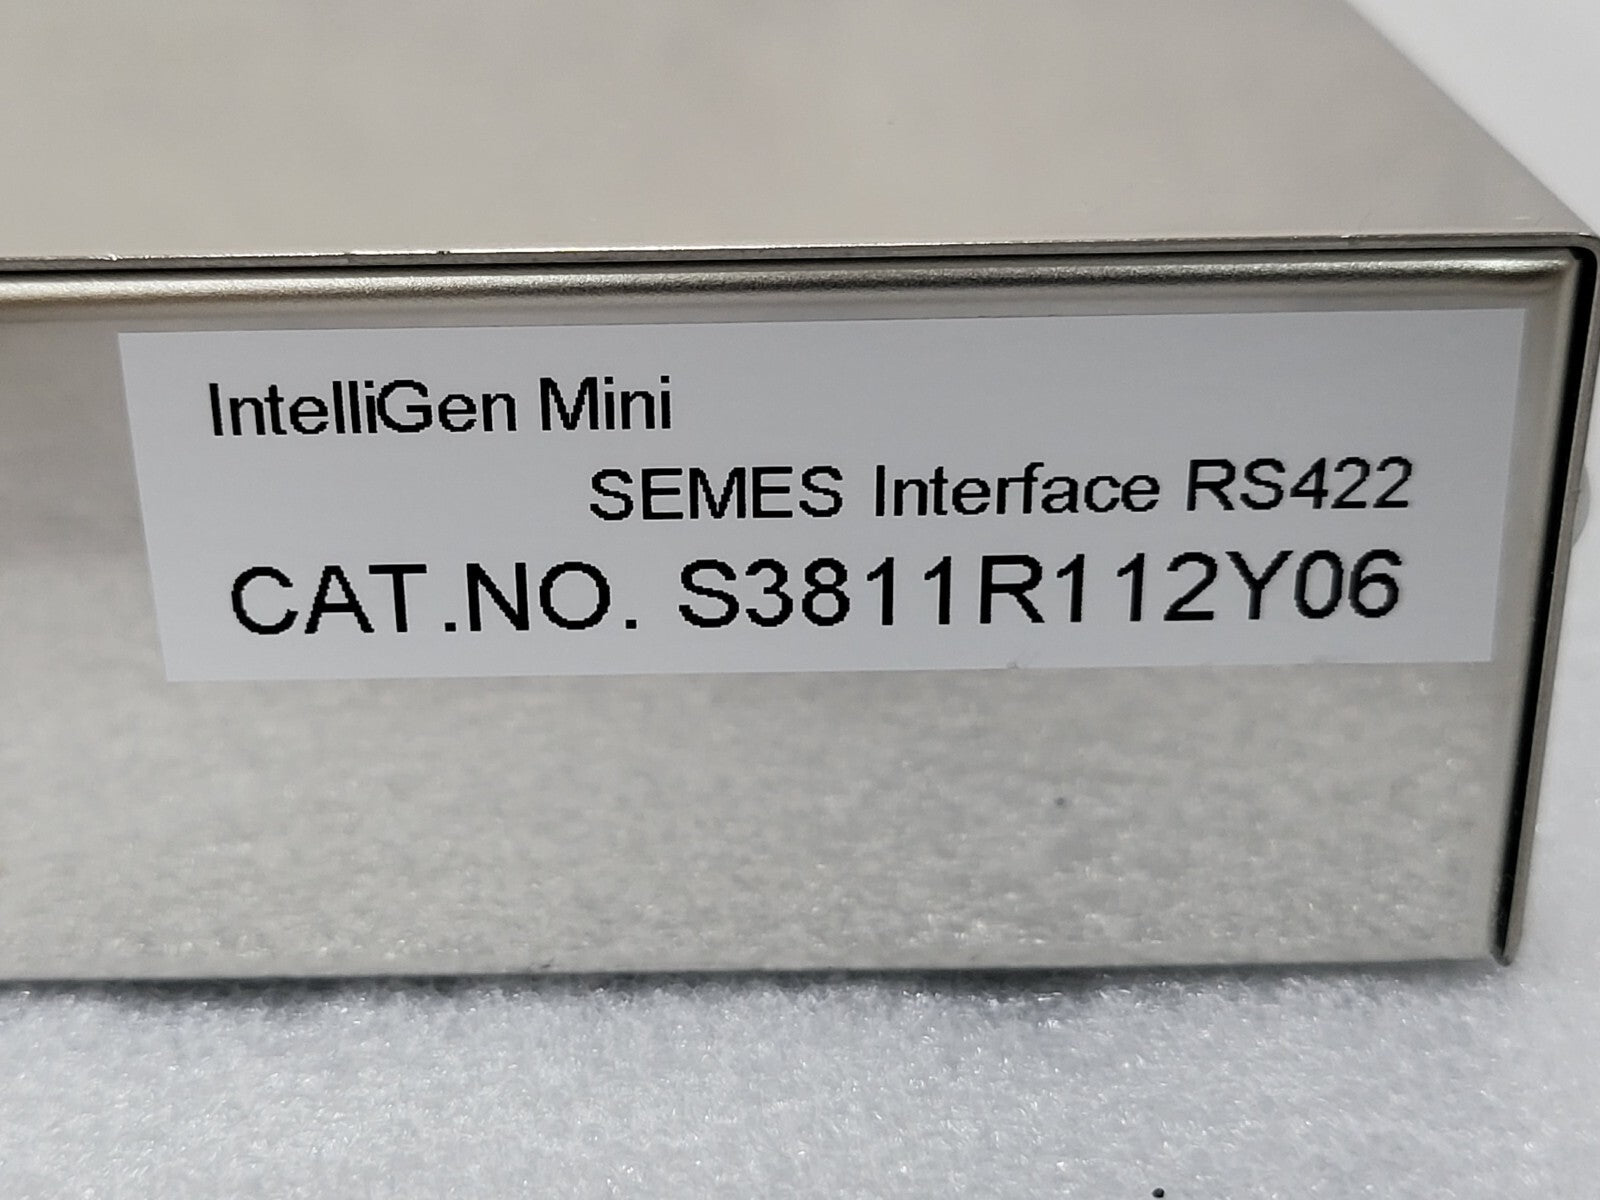 IntelliGen Mini
SEMES Interface RS422
CAT.NO. S3811R112Y06